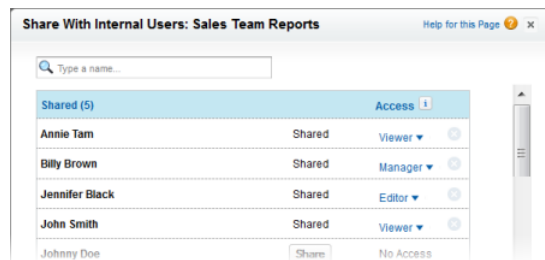 Share With Internal Users: Sales Team Reports Help for this Page ? x
Type a name...
Shared (5) Access i
Annie Tam Shared Viewer
Billy Brown Shared Manager
Jennifer Black Shared Editor
John Smith Shared Viewer
Johnny Doe Share No Access